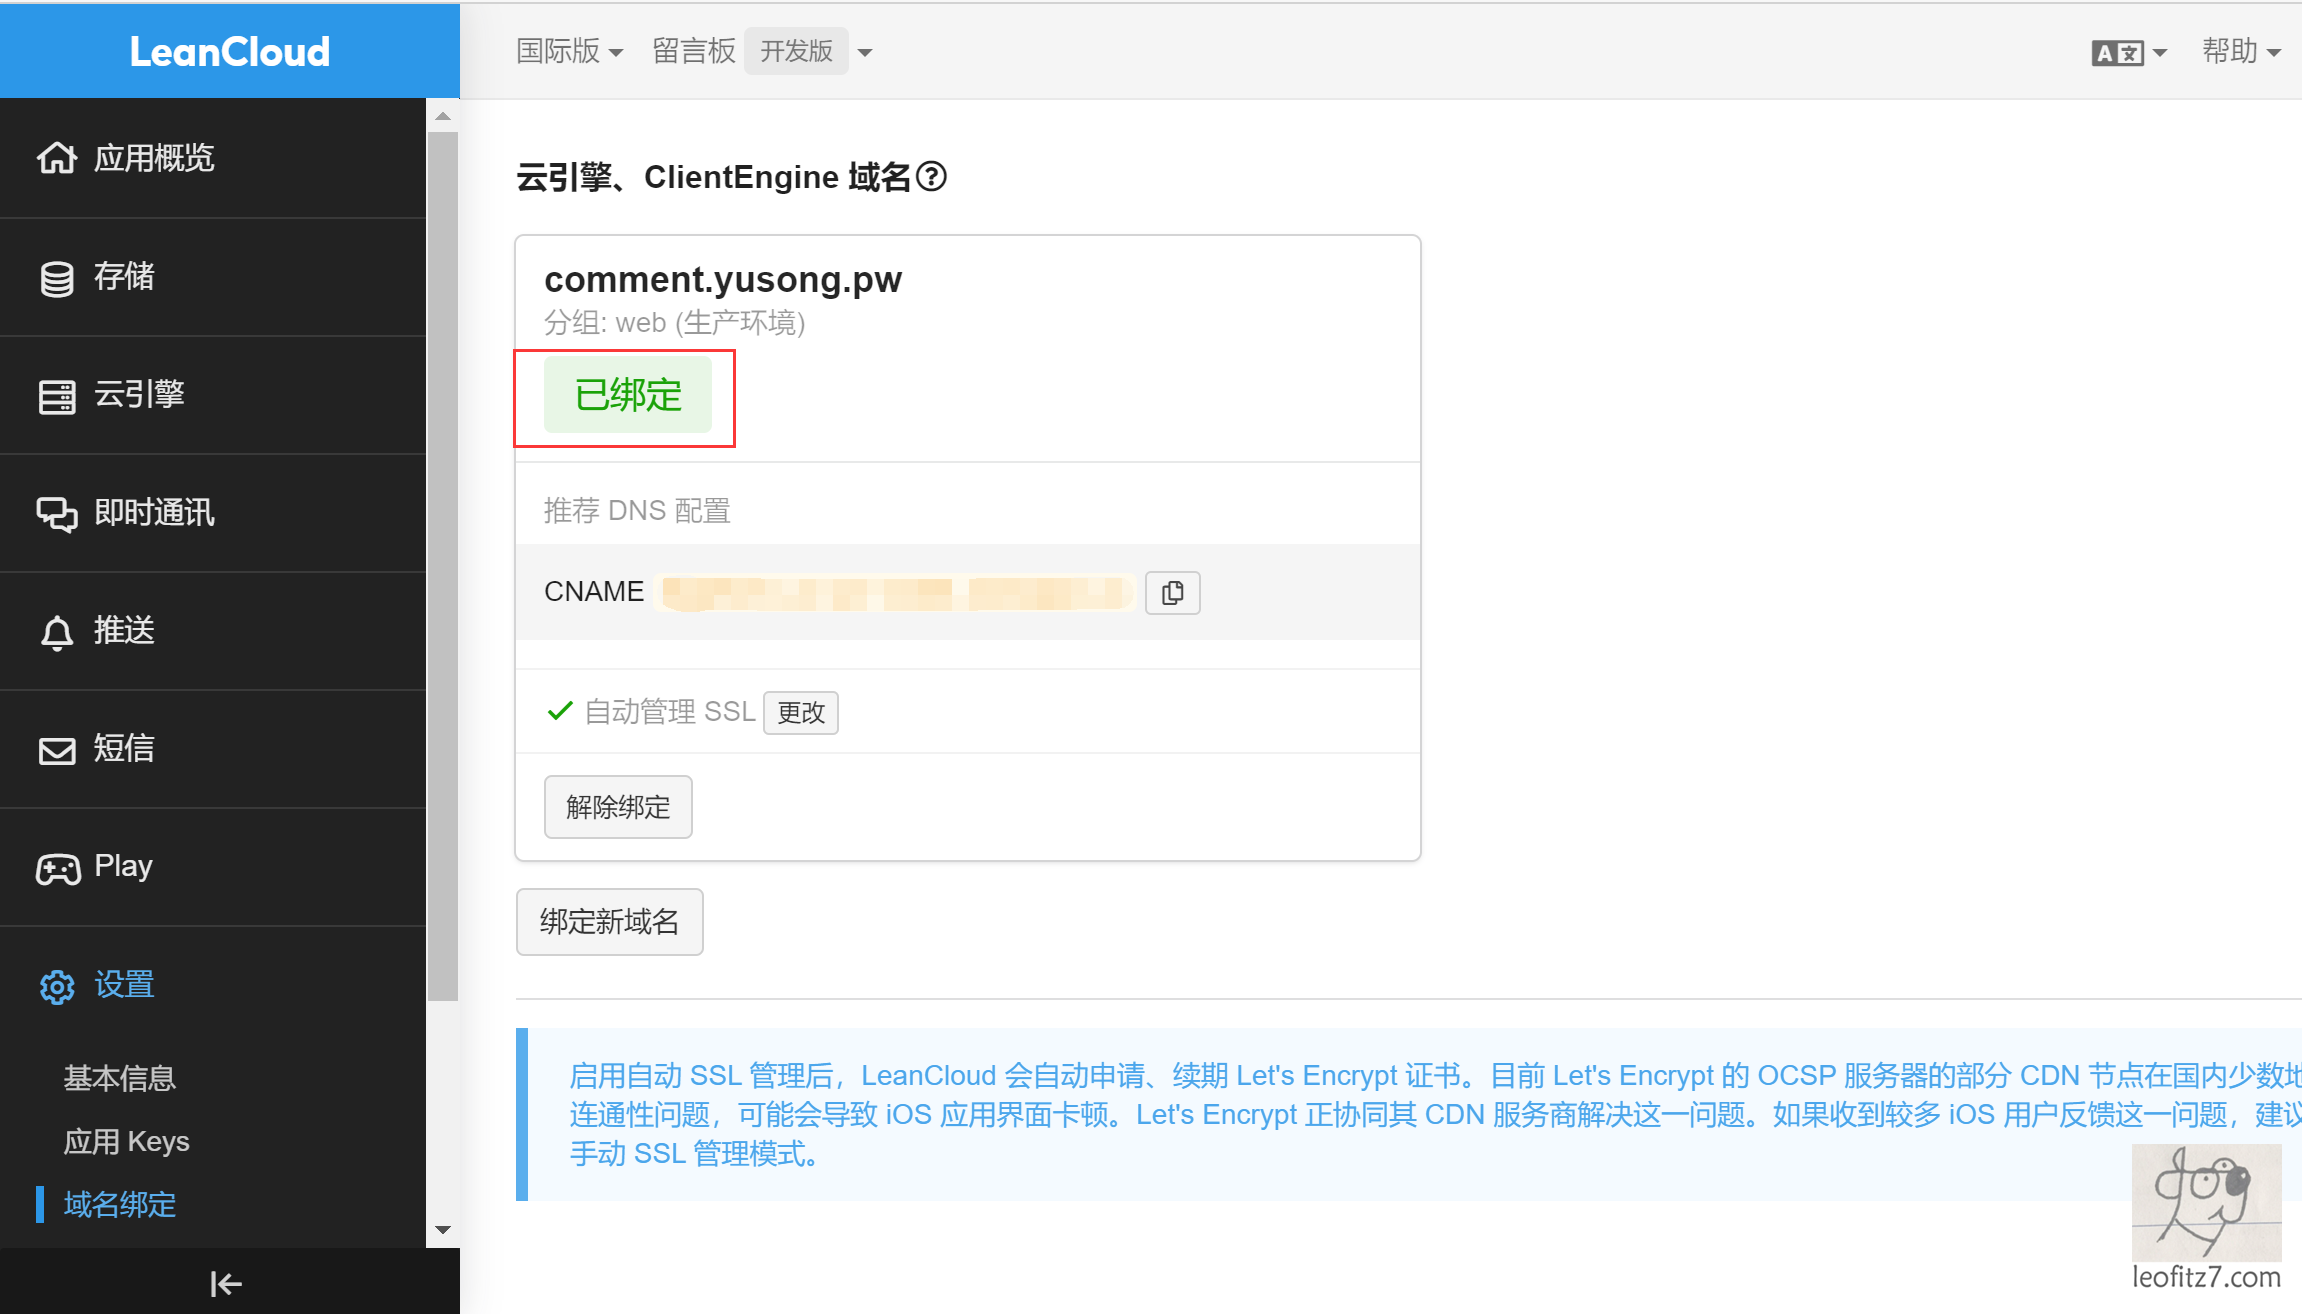 LeanCloud
国际版 留言板 开发版
帮助
应用概览
存储
云引擎
即时通讯
推送
短信
Play
设置
基本信息
应用 Keys
域名绑定
云引擎、ClientEngine 域名
comment.yusong.pw
分组: web (生产环境)
已绑定
推荐 DNS 配置
CNAME
自动管理 SSL 更改
解除绑定
绑定新域名
启用自动 SSL 管理后，LeanCloud 会自动申请、续期 Let's Encrypt 证书。目前 Let's Encrypt 的 OCSP 服务器的部分 CDN 节点在国内少数地
连通性问题，可能会导致 iOS 应用界面卡顿。Let's Encrypt 正协同其 CDN 服务商解决这一问题。如果收到较多 iOS 用户反馈这一问题，建议
手动 SSL 管理模式。
leofitz7.com